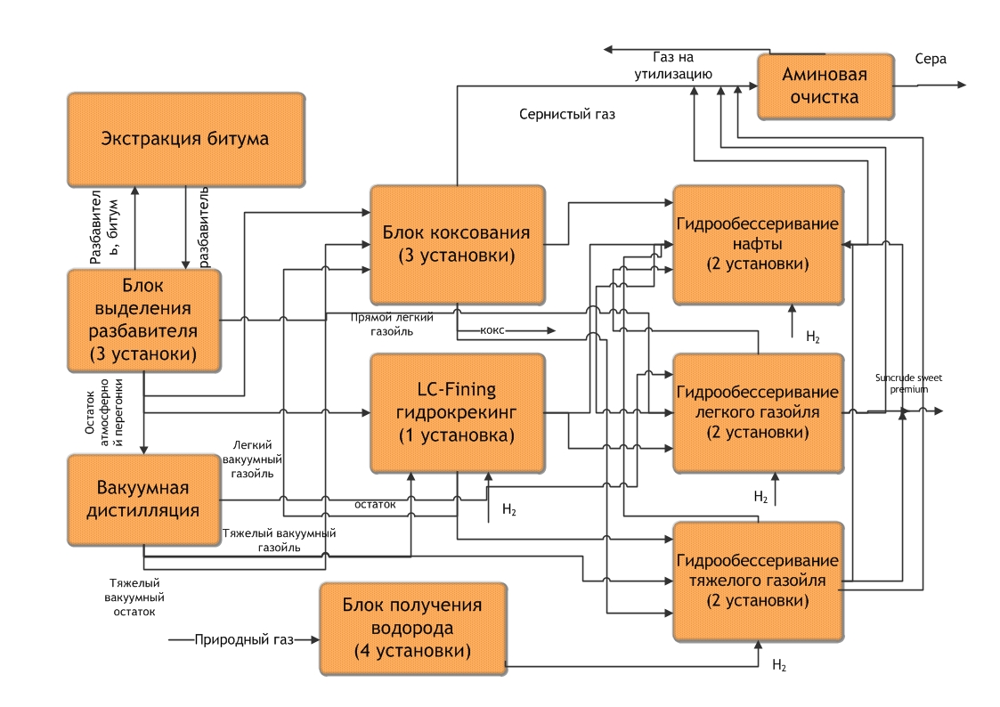 Газ на
утилизацию
Аминовая
очистка
Сера
Сернистый газ
Экстракция битума
Разбавител
ь, битум
разбавитель
Блок коксования
(3 установки)
Гидрообессеривание
нафты
(2 установки)
Блок
выделения
разбавителя
(3 устаноки)
Прямой легкий
газойль
кокс
H2
Остаток
атмосферно
й перегонки
LC-Fining
гидрокрекинг
(1 установка)
Гидрообессеривание
легкого газойля
(2 установки)
Suncrude sweet
premium
Легкий
вакуумный
газойль
Вакуумная
дистилляция
остаток
H2
H2
Тяжелый вакуумный
газойль
Гидрообессеривание
тяжелого газойля
(2 установки)
Тяжелый
вакуумный
остаток
Блок получения
водорода
(4 установки)
Природный газ
H2